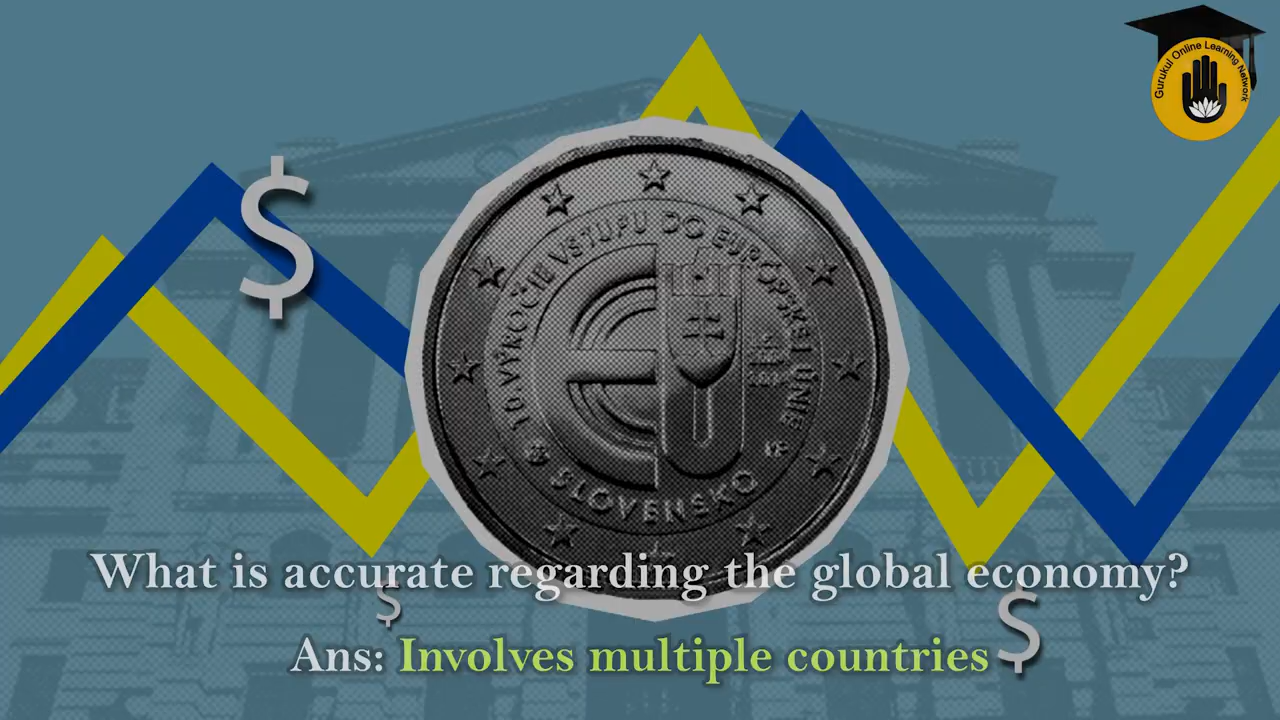 Gurukul Online Learning Network
$
10. VÝROČIE VSTUPU DO EURÓPSKEJ ÚNIE
SLOVENSKO
What is accurate regarding the global economy?
$
$
Ans: Involves multiple countries